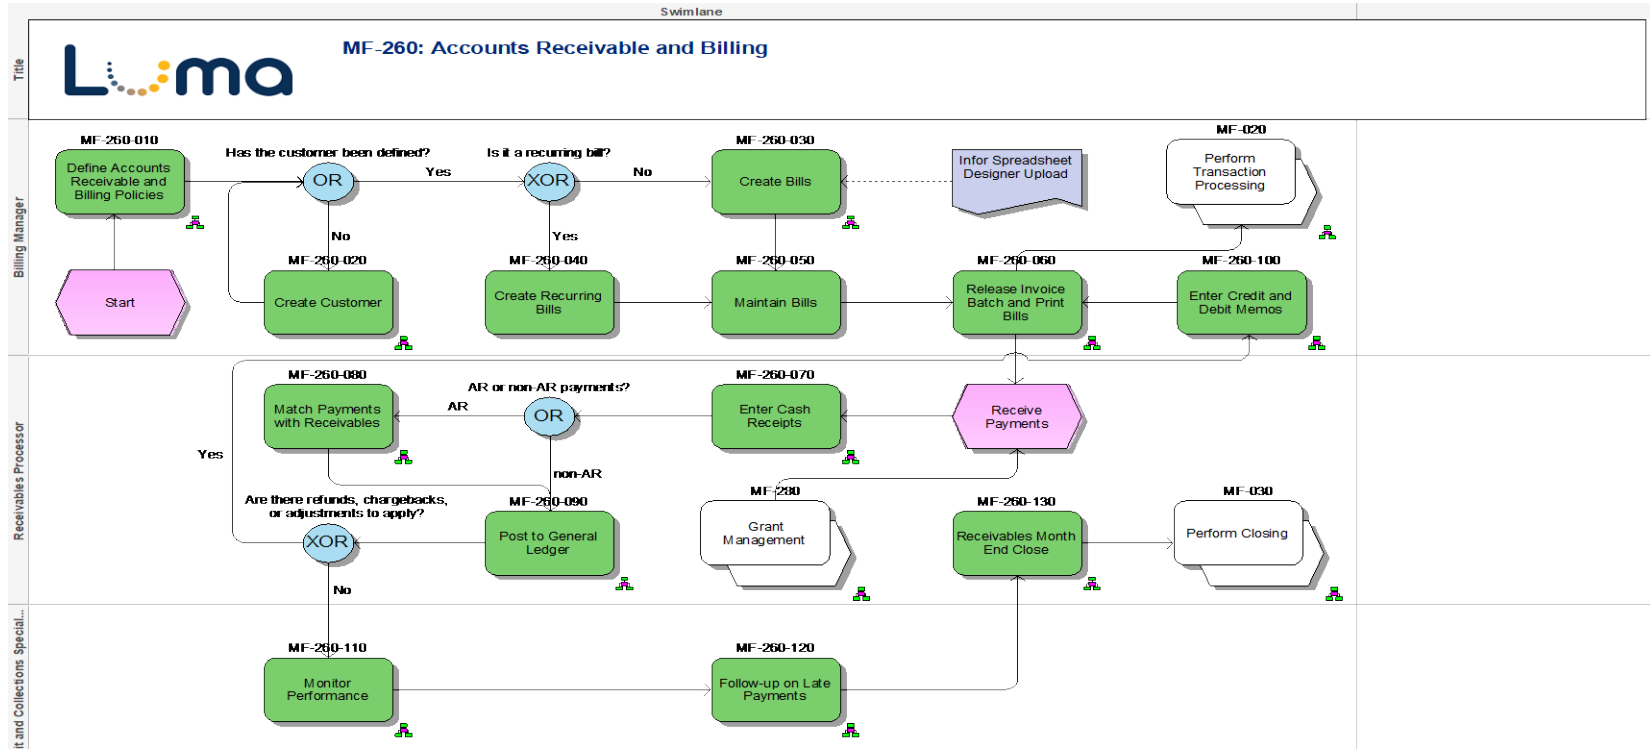 Swimlane
Title
Luma
MF-260: Accounts Receivable and Billing
Billing Manager
MF-260-010
Define Accounts
Receivable and
Billing Policies
Start
Has the customer been defined?
OR
Yes
No
MF-260-020
Create Customer
Is it a recurring bill?
XOR
No
Yes
MF-260-040
Create Recurring
Bills
MF-260-030
Create Bills
MF-260-050
Maintain Bills
Infor Spreadsheet
Designer Upload
MF-260-060
Release Invoice
Batch and Print
Bills
MF-020
Perform
Transaction
Processing
MF-260-100
Enter Credit and
Debit Memos
Receivables Processor
MF-260-080
Match Payments
with Receivables
AR or non-AR payments?
AR
OR
non-AR
MF-260-070
Enter Cash
Receipts
Receive
Payments
Yes
Are there refunds, chargebacks,
or adjustments to apply?
XOR
No
MF-260-090
Post to General
Ledger
MF-280
Grant
Management
MF-260-130
Receivables Month
End Close
MF-030
Perform Closing
it and Collections Special...
MF-260-110
Monitor
Performance
MF-260-120
Follow-up on Late
Payments